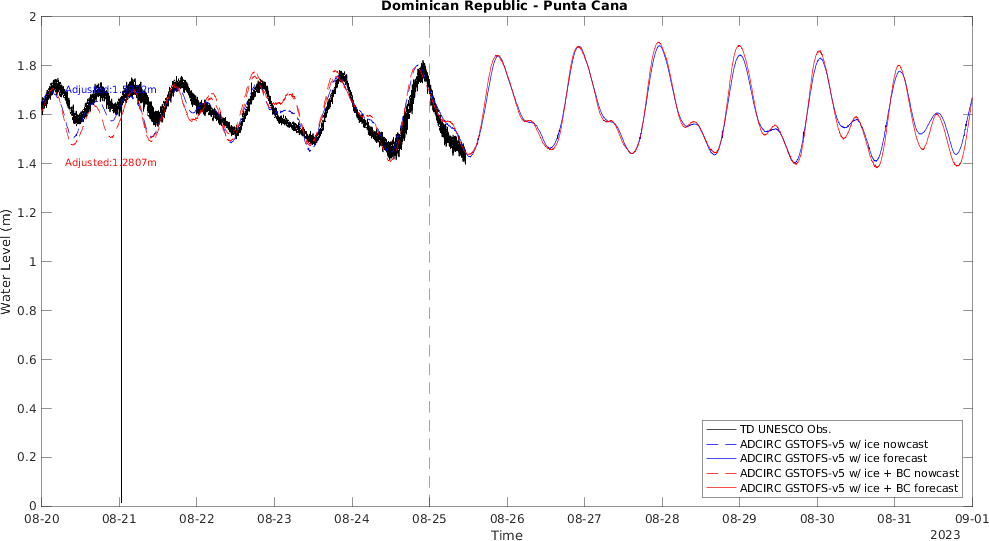 Dominican Republic - Punta Cana
2
1.8
1.6
1.4
1.2
1
0.8
0.6
0.4
0.2
0
Water Level (m)
Adjusted:1.2807m
08-20
08-21
08-22
08-23
08-24
08-25
08-26
08-27
08-28
08-29
08-30
08-31
09-01
2023
Time
TD UNESCO Obs.
ADCIRC GSTOFS-v5 w/ ice nowcast
ADCIRC GSTOFS-v5 w/ ice forecast
ADCIRC GSTOFS-v5 w/ ice + BC nowcast
ADCIRC GSTOFS-v5 w/ ice + BC forecast